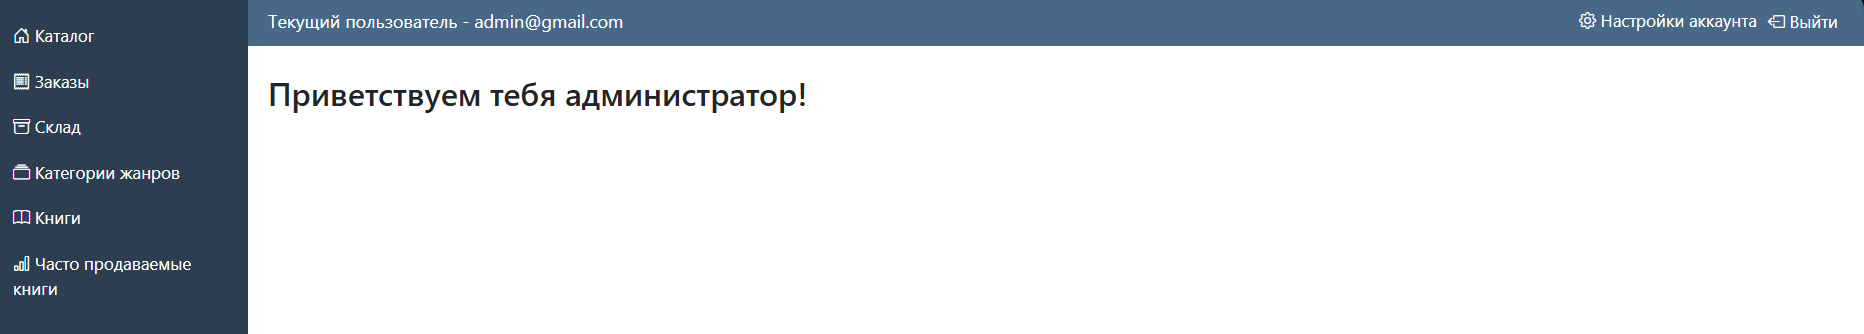 Текущий пользователь - admin@gmail.com
Настройки аккаунта
Выйти
Каталог
Заказы
Склад
Категории жанров
Книги
Часто продаваемые
книги
Приветствуем тебя администратор!